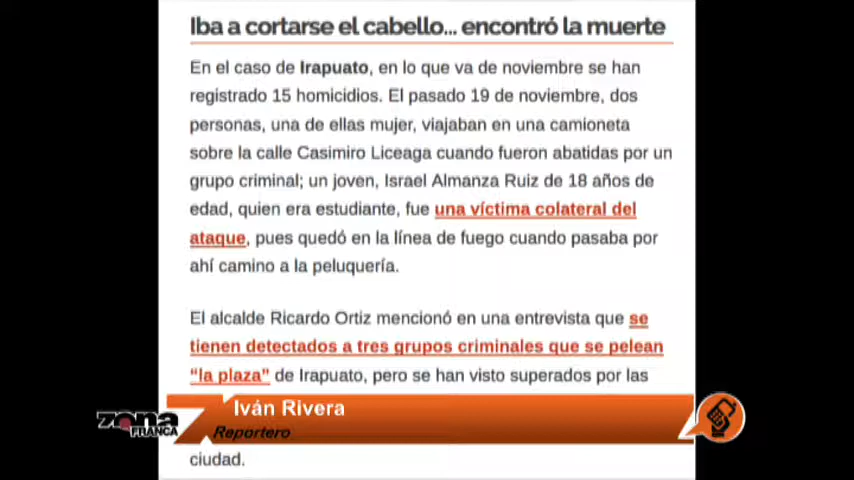 Iba a cortarse el cabello... encontró la muerte
En el caso de Irapuato, en lo que va de noviembre se han
registrado 15 homicidios. El pasado 19 de noviembre, dos
personas, una de ellas mujer, viajaban en una camioneta
sobre la calle Casimiro Liceaga cuando fueron abatidas por un
grupo criminal; un joven, Israel Almanza Ruiz de 18 años de
edad, quien era estudiante, fue una víctima colateral del
ataque, pues quedó en la línea de fuego cuando pasaba por
ahí camino a la peluquería.
El alcalde Ricardo Ortiz mencionó en una entrevista que se
tienen detectados a tres grupos criminales que se pelean
“la plaza” de Irapuato, pero se han visto superados por las
Iván Rivera
Reportero
zona
FRANCA
ciudad.